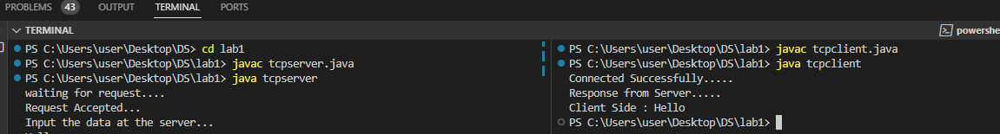 PROBLEMS 43 OUTPUT TERMINAL PORTS
TERMINAL
powershe
PS C:\Users\user\Desktop\DS> cd lab1
PS C:\Users\user\Desktop\DS\lab1> javac tcpserver.java
PS C:\Users\user\Desktop\DS\lab1> java tcpserver
waiting for request....
Request Accepted...
Input the data at the server...
PS C:\Users\user\Desktop\DS\lab1> javac tcpclient.java
PS C:\Users\user\Desktop\DS\lab1> java tcpclient
Connected Successfully.....
Response from Server.....
Client Side : Hello
PS C:\Users\user\Desktop\DS\lab1>